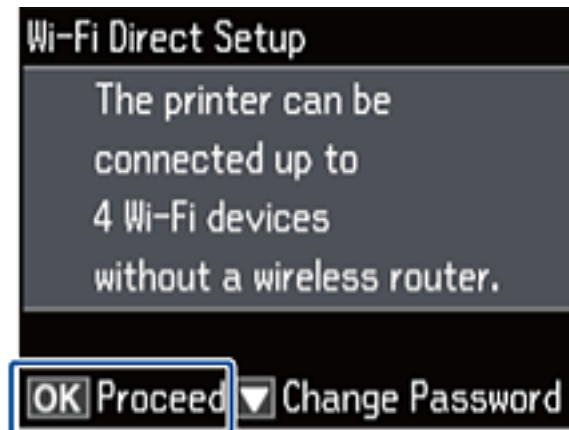 Wi-Fi Direct Setup
The printer can be
connected up to
4 Wi-Fi devices
without a wireless router.
OK Proceed ▼ Change Password